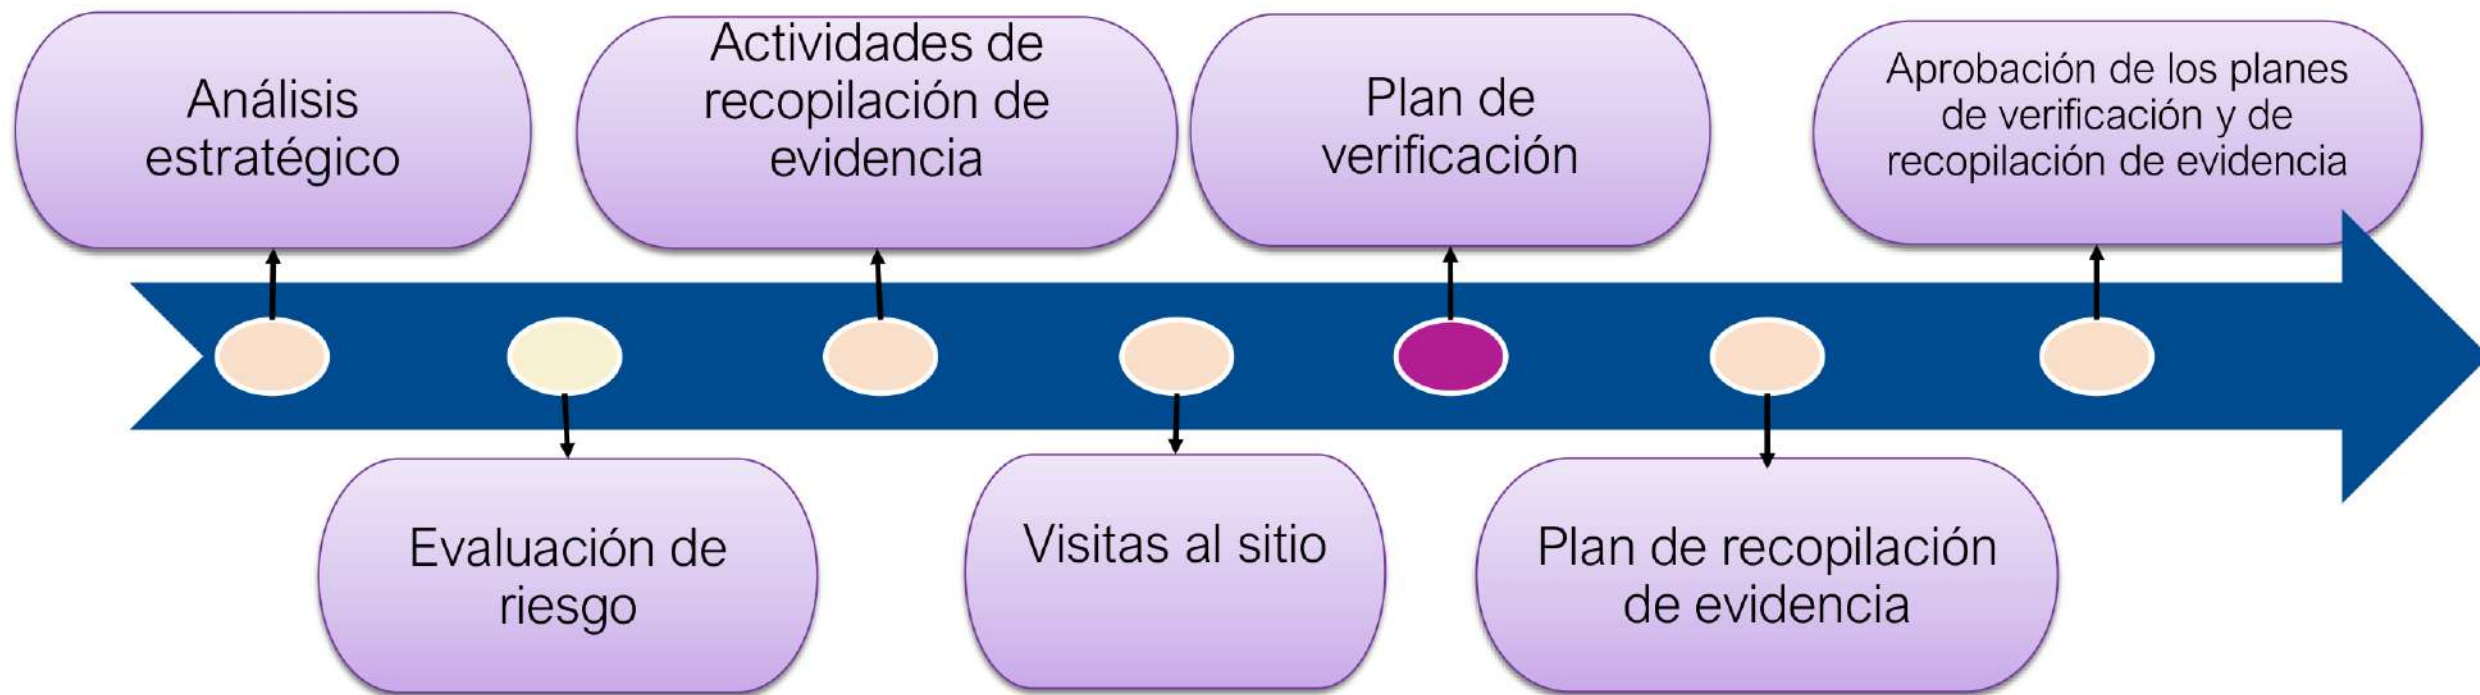 Análisis
estratégico
Actividades de
recopilación de
evidencia
Plan de
verificación
Aprobación de los planes
de verificación y de
recopilación de evidencia
Evaluación de
riesgo
Visitas al sitio
Plan de recopilación
de evidencia